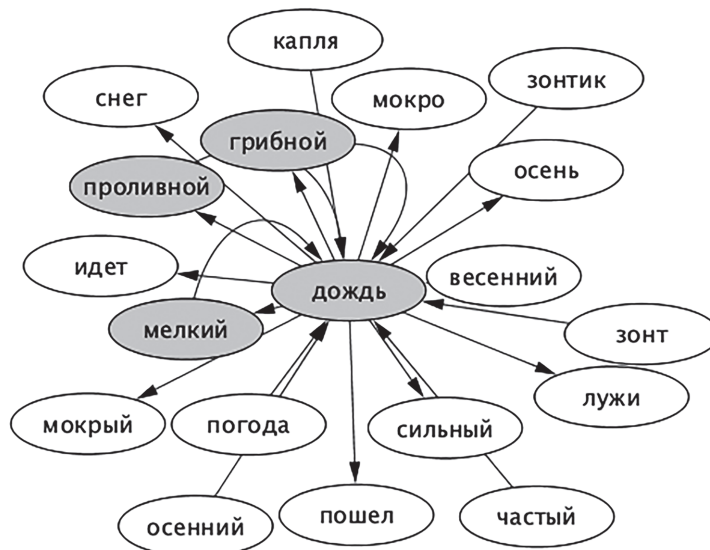 капля
зонтик
снег
мокро
грибной
осень
проливной
идет
весенний
дождь
мелкий
зонт
лужи
мокрый
погода
сильный
осенний
пошел
частый